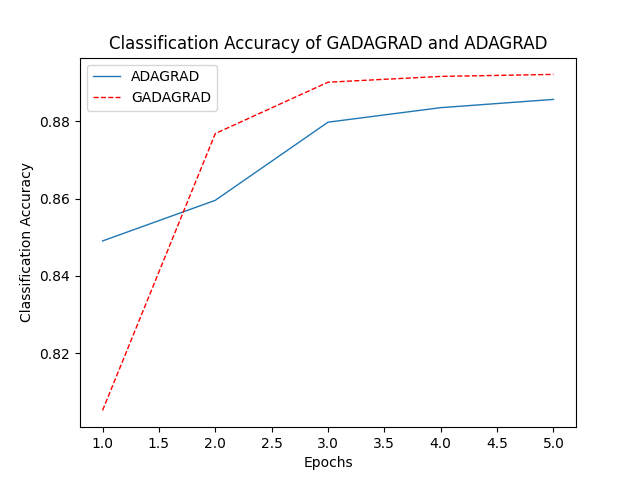 Classification Accuracy of GADAGRAD and ADAGRAD
ADAGRAD
GADAGRAD
Classification Accuracy
0.88
0.86
0.84
0.82
1.0 1.5 2.0 2.5 3.0 3.5 4.0 4.5 5.0
Epochs